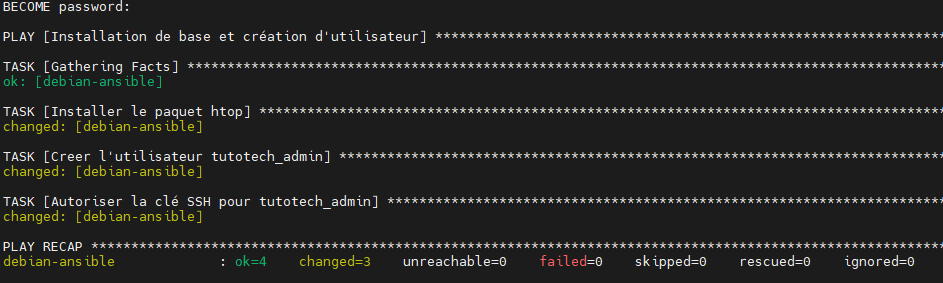 BECOME password:
PLAY [Installation de base et création d'utilisateur] ****************************************************************
TASK [Gathering Facts] ***********************************************************************************************
ok: [debian-ansible]
TASK [Installer le paquet htop] **************************************************************************************
changed: [debian-ansible]
TASK [Creer l'utilisateur tutotech_admin] ****************************************************************************
changed: [debian-ansible]
TASK [Autoriser la clé SSH pour tutotech_admin] **********************************************************************
changed: [debian-ansible]
PLAY RECAP ***********************************************************************************************************
debian-ansible             : ok=4    changed=3    unreachable=0    failed=0    skipped=0    rescued=0    ignored=0